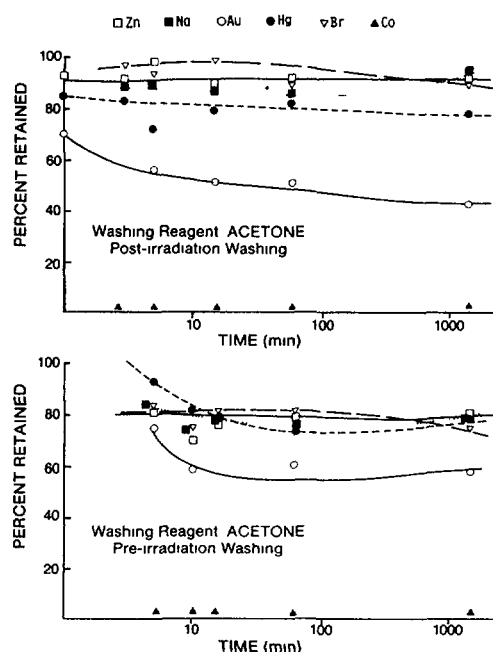 □ Zn ■ Na ○ Au ● Hg ▽ Br ▲ Co
PERCENT RETAINED
100
80
60
40
20
Washing Reagent ACETONE
Post-irradiation Washing
10
100
1000
TIME (min)
PERCENT RETAINED
100
80
60
40
20
Washing Reagent ACETONE
Pre-irradiation Washing
10
100
1000
TIME (min)